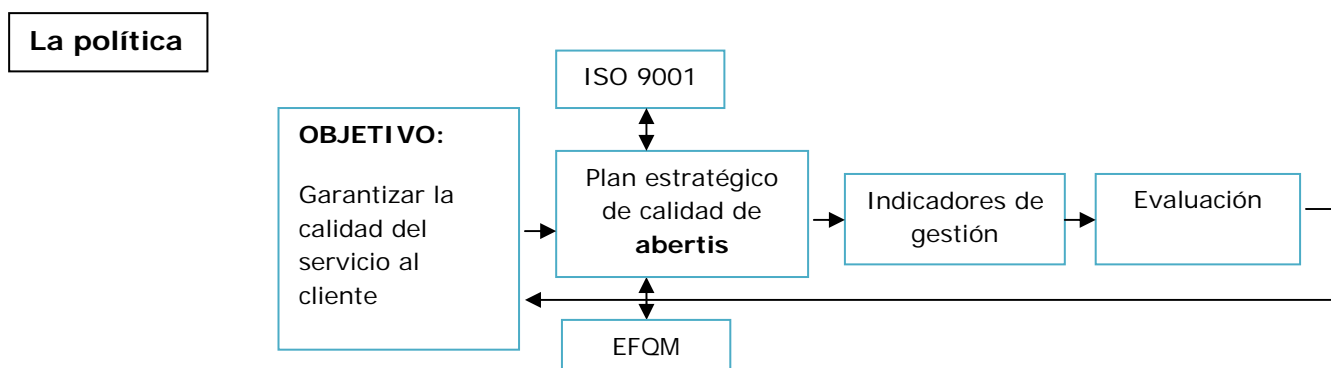 La política
ISO 9001
OBJETIVO:
Garantizar la
calidad del
servicio al
cliente
Plan estratégico
de calidad de
abertis
Indicadores de
gestión
Evaluación
EFQM